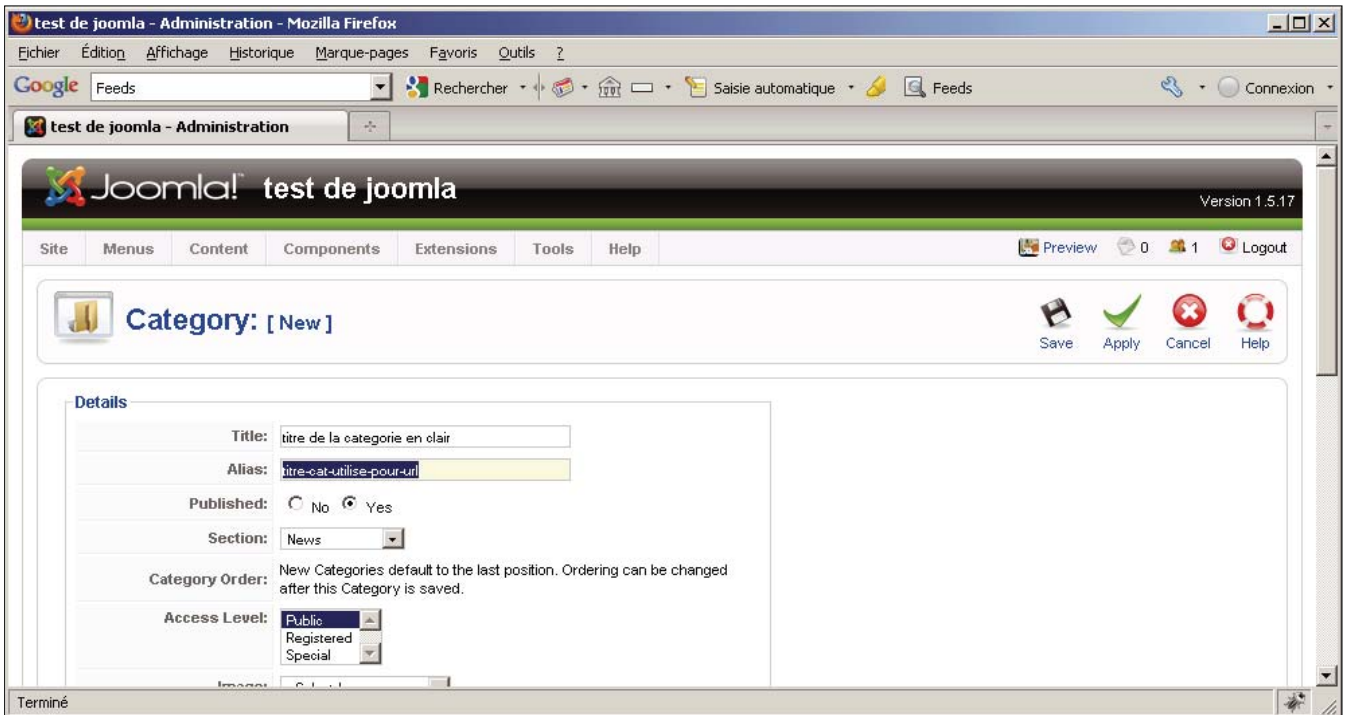 test de joomla - Administration - Mozilla Firefox
Fichier Édition Affichage Historique Marque-pages Favoris Outils ?
Google Feeds Rechercher Saisie automatique Feeds Connexion
test de joomla - Administration
Joomla! test de joomla
Version 1.5.17
Site Menus Content Components Extensions Tools Help Preview 0 1 Logout
Category: [ New ]
Save Apply Cancel Help
Details
Title: titre de la categorie en clair
Alias: titre-cat-utilise-pour-url
Published: No Yes
Section: News
Category Order: New Categories default to the last position. Ordering can be changed
after this Category is saved.
Access Level: Public
Registered
Special
Terminé